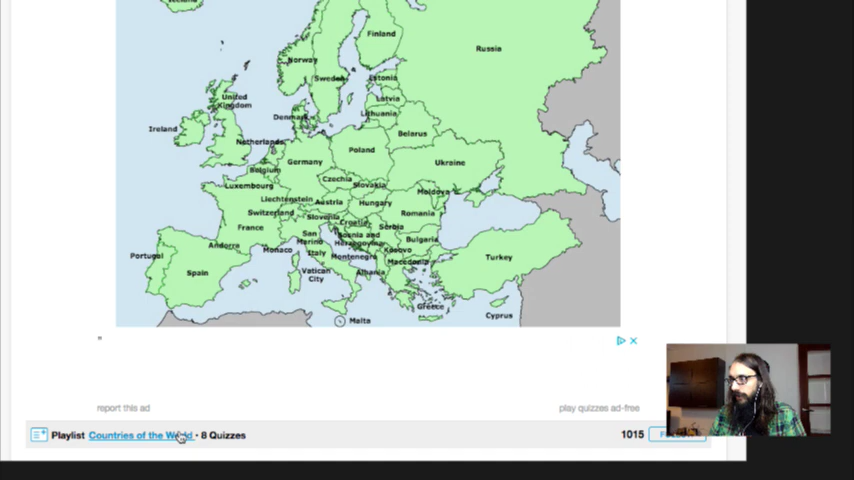 Iceland
Finland
Russia
Norway
Sweden
Estonia
Latvia
Lithuania
United
Kingdom
Denmark
Ireland
Netherlands
Belarus
Poland
Germany
Belgium
Ukraine
Czechia
Slovakia
Luxembourg
Moldova
Liechtenstein
Austria
Hungary
Switzerland
Romania
Slovenia
Croatia
France
Serbia
San
Marino
Bosnia and
Herzegovina
Bulgaria
Andorra
Monaco
Italy
Kosovo
Portugal
Montenegro
Macedonia
Turkey
Spain
Vatican
City
Albania
Greece
Malta
Cyprus
"
report this ad
play quizzes ad-free
Playlist Countries of the World • 8 Quizzes
1015